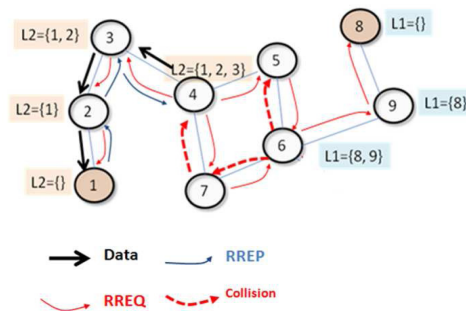 L2={1, 2}
3
5
8
L1={}
L2={1, 2, 3}
4
L2={1}
2
9
L1={8}
6
L1={8, 9}
L2={}
1
7
Data
RREP
RREQ
Collision